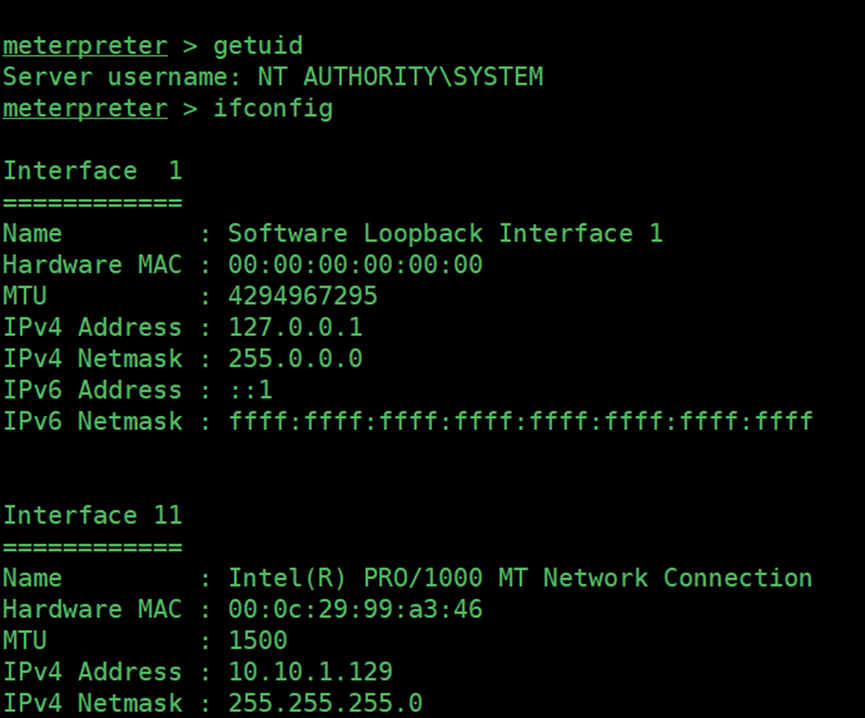 meterpreter > getuid
Server username: NT AUTHORITY\SYSTEM
meterpreter > ifconfig
Interface  1
============
Name         : Software Loopback Interface 1
Hardware MAC : 00:00:00:00:00:00
MTU          : 4294967295
IPv4 Address : 127.0.0.1
IPv4 Netmask : 255.0.0.0
IPv6 Address : ::1
IPv6 Netmask : ffff:ffff:ffff:ffff:ffff:ffff:ffff:ffff
Interface 11
============
Name         : Intel(R) PRO/1000 MT Network Connection
Hardware MAC : 00:0c:29:99:a3:46
MTU          : 1500
IPv4 Address : 10.10.1.129
IPv4 Netmask : 255.255.255.0